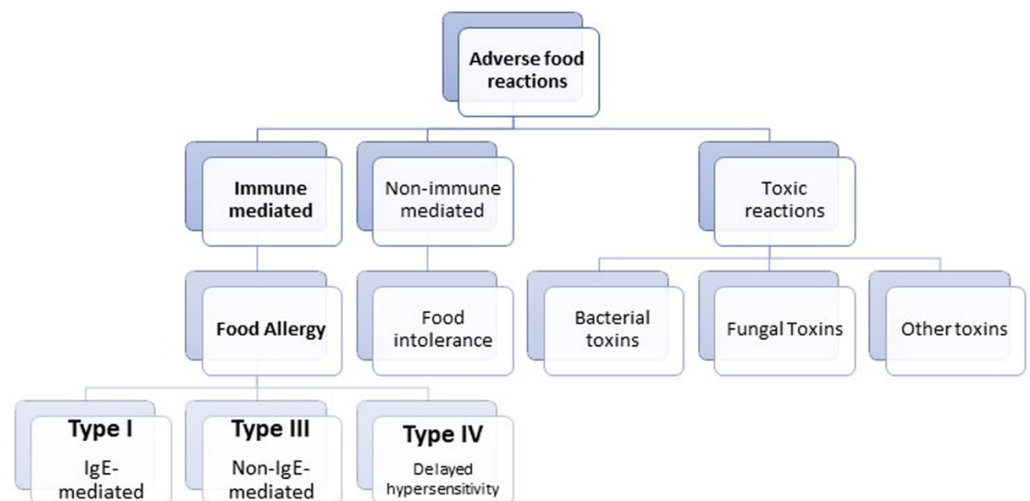 Adverse food
reactions
Immune
mediated
Non-immune
mediated
Toxic
reactions
Food Allergy
Food
intolerance
Bacterial
toxins
Fungal Toxins
Other toxins
Type I
IgE-
mediated
Type III
Non-IgE-
mediated
Type IV
Delayed
hypersensitivity